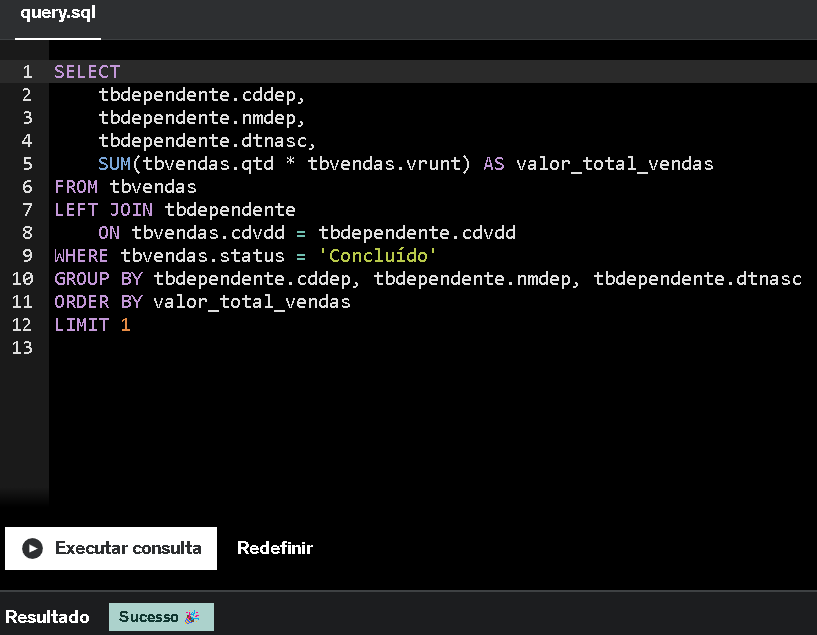 query.sql
1 SELECT
2     tbdependente.cddep,
3     tbdependente.nmdep,
4     tbdependente.dtnasc,
5     SUM(tbvendas.qtd * tbvendas.vrunt) AS valor_total_vendas
6 FROM tbvendas
7 LEFT JOIN tbdependente
8     ON tbvendas.cdvdd = tbdependente.cdvdd
9 WHERE tbvendas.status = 'Concluído'
10 GROUP BY tbdependente.cddep, tbdependente.nmdep, tbdependente.dtnasc
11 ORDER BY valor_total_vendas
12 LIMIT 1
13
Executar consulta Redefinir
Resultado Sucesso 🎉